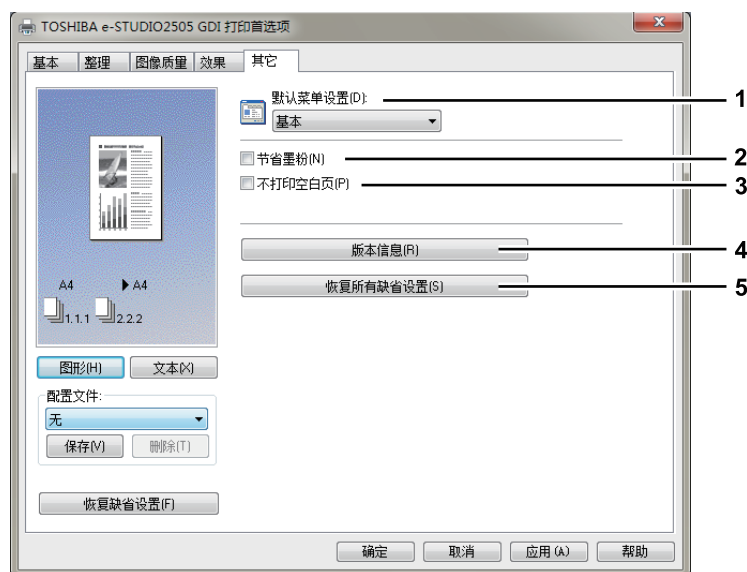 TOSHIBA e-STUDIO2505 GDI 打印首选项
基本 整理 图像质量 效果 其它
默认菜单设置(D):
基本
1
节省墨粉(N)
2
不打印空白页(P)
3
版本信息(R)
4
恢复所有缺省设置(S)
5
A4 A4
1.1.1 2.2.2
图形(H) 文本(X)
配置文件:
无
保存(V) 删除(T)
恢复缺省设置(F)
确定 取消 应用(A) 帮助